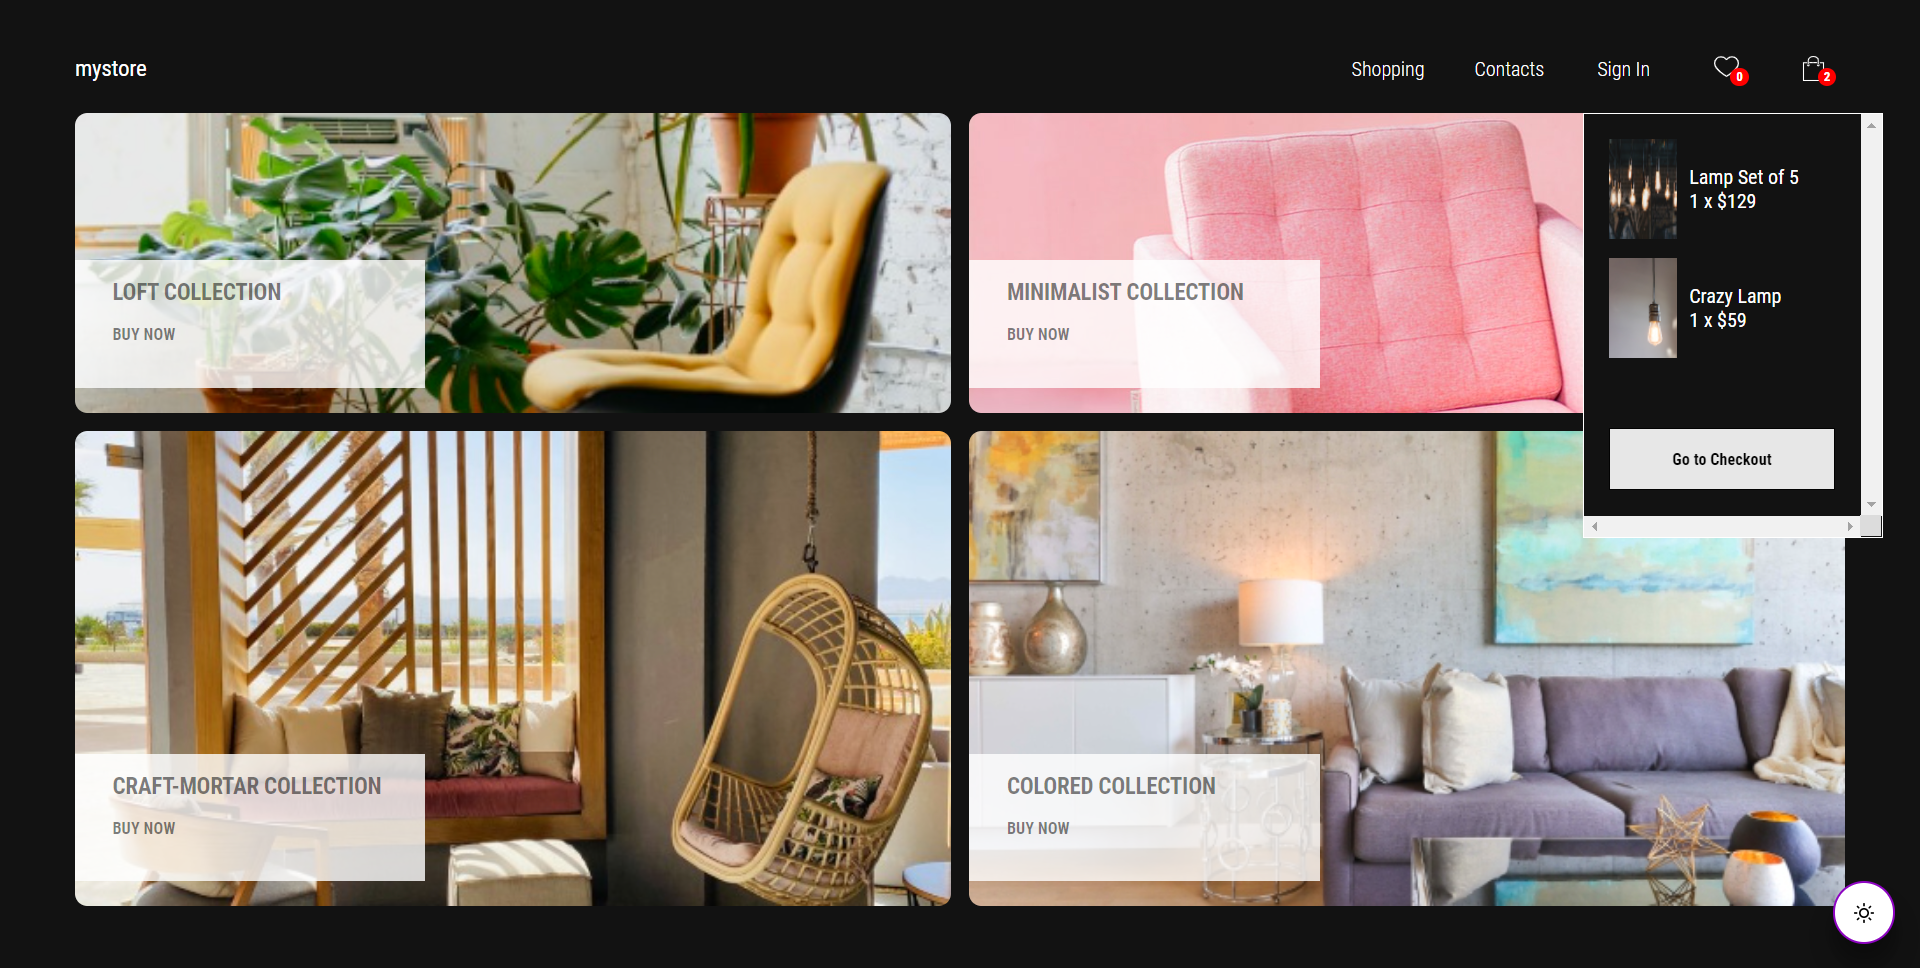 mystore
Shopping
Contacts
Sign In
0
2
LOFT COLLECTION
BUY NOW
MINIMALIST COLLECTION
BUY NOW
Lamp Set of 5
1 x $129
Crazy Lamp
1 x $59
Go to Checkout
CRAFT-MORTAR COLLECTION
BUY NOW
COLORED COLLECTION
BUY NOW